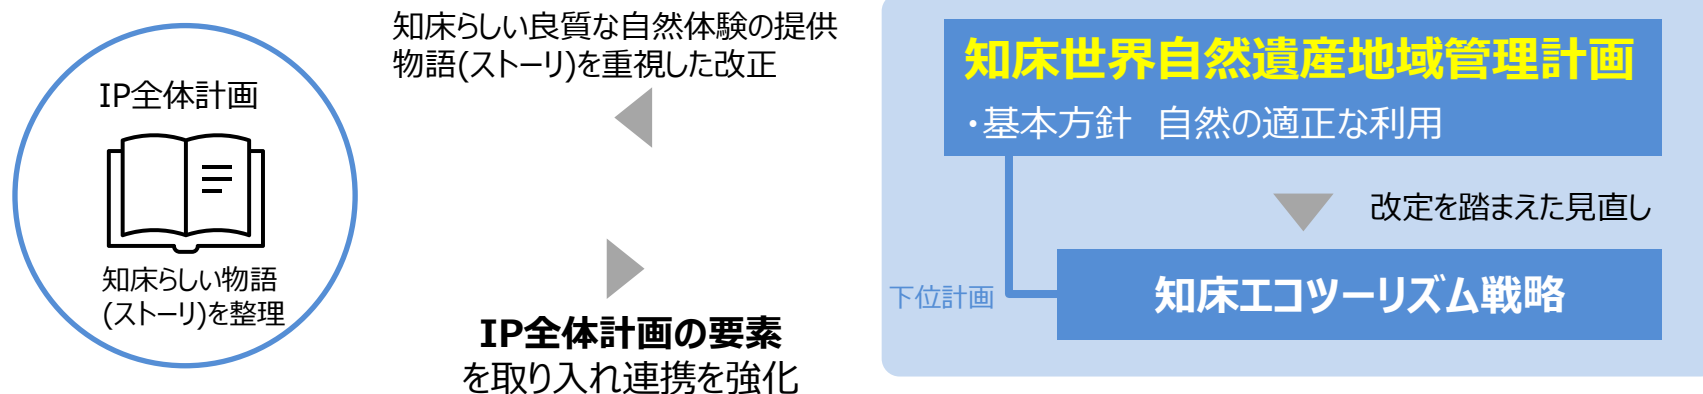 IP全体計画
知床らしい物語
(ストーリ)を整理
知床らしい良質な自然体験の提供
物語(ストーリ)を重視した改正
IP全体計画の要素
を取り入れ連携を強化
知床世界自然遺産地域管理計画
・基本方針　自然の適正な利用
改定を踏まえた見直し
下位計画
知床エコツーリズム戦略